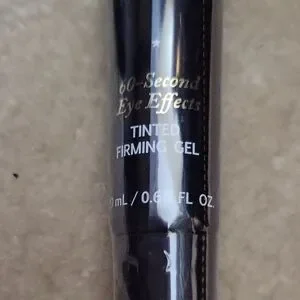 60-Second
Eye Effects
TINTED
FIRMING GEL
mL / FL OZ.